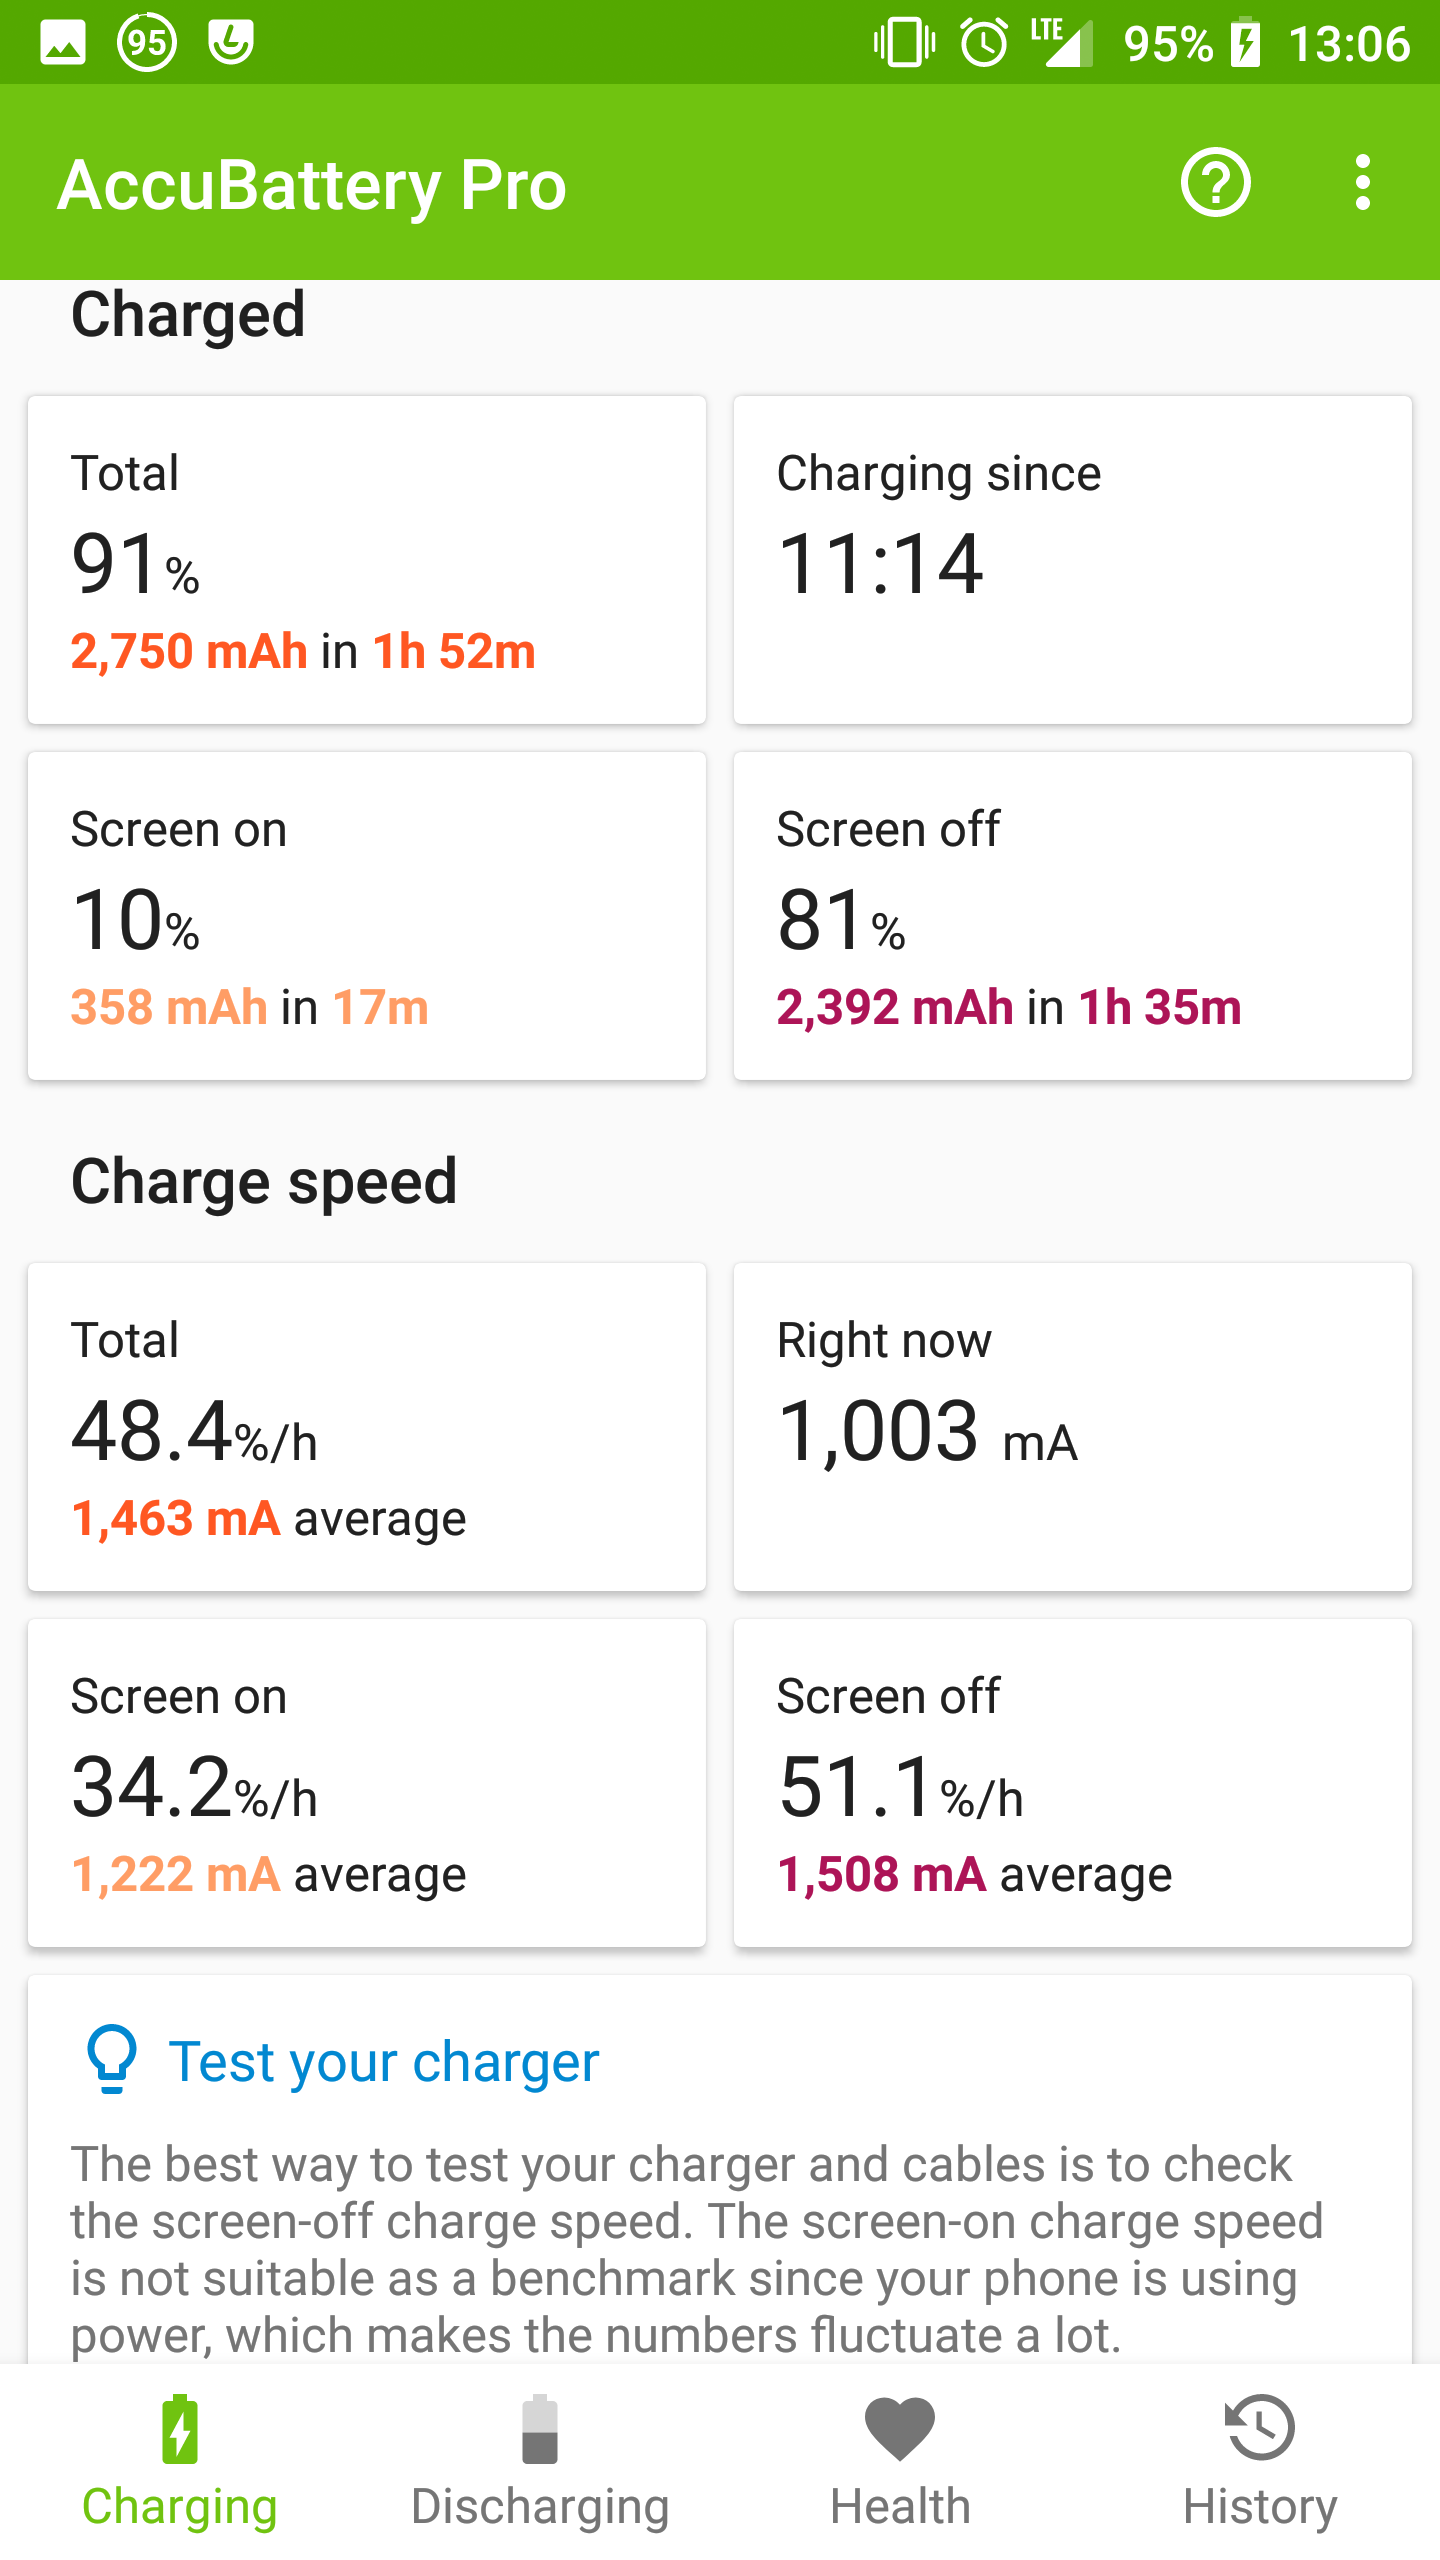 95 LTE 95% 13:06
AccuBattery Pro
Charged
Total
91%
2,750 mAh in 1h 52m
Charging since
11:14
Screen on
10%
358 mAh in 17m
Screen off
81%
2,392 mAh in 1h 35m
Charge speed
Total
48.4%/h
1,463 mA average
Right now
1,003 mA
Screen on
34.2%/h
1,222 mA average
Screen off
51.1%/h
1,508 mA average
Test your charger
The best way to test your charger and cables is to check
the screen-off charge speed. The screen-on charge speed
is not suitable as a benchmark since your phone is using
power, which makes the numbers fluctuate a lot.
Charging
Discharging
Health
History